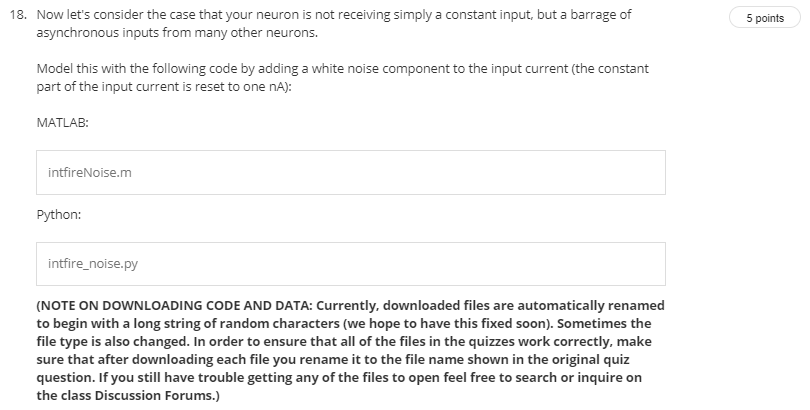 18. Now let's consider the case that your neuron is not receiving simply a constant input, but a barrage of
asynchronous inputs from many other neurons.
5 points
Model this with the following code by adding a white noise component to the input current (the constant
part of the input current is reset to one nA):
MATLAB:
intfireNoise.m
Python:
intfire_noise.py
(NOTE ON DOWNLOADING CODE AND DATA: Currently, downloaded files are automatically renamed
to begin with a long string of random characters (we hope to have this fixed soon). Sometimes the
file type is also changed. In order to ensure that all of the files in the quizzes work correctly, make
sure that after downloading each file you rename it to the file name shown in the original quiz
question. If you still have trouble getting any of the files to open feel free to search or inquire on
the class Discussion Forums.)